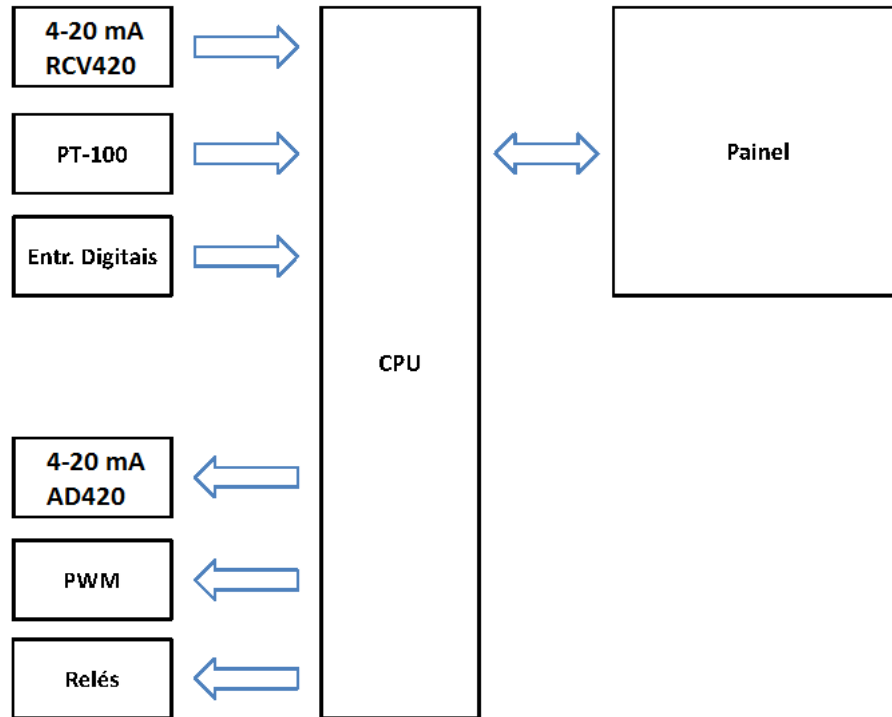 4-20 mA
RCV420
PT-100
Entr. Digitais
CPU
Painel
4-20 mA
AD420
PWM
Relés